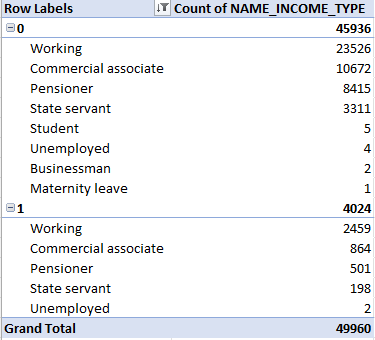 Row Labels Count of NAME_INCOME_TYPE
0 45936
Working 23526
Commercial associate 10672
Pensioner 8415
State servant 3311
Student 5
Unemployed 4
Businessman 2
Maternity leave 1
1 4024
Working 2459
Commercial associate 864
Pensioner 501
State servant 198
Unemployed 2
Grand Total 49960